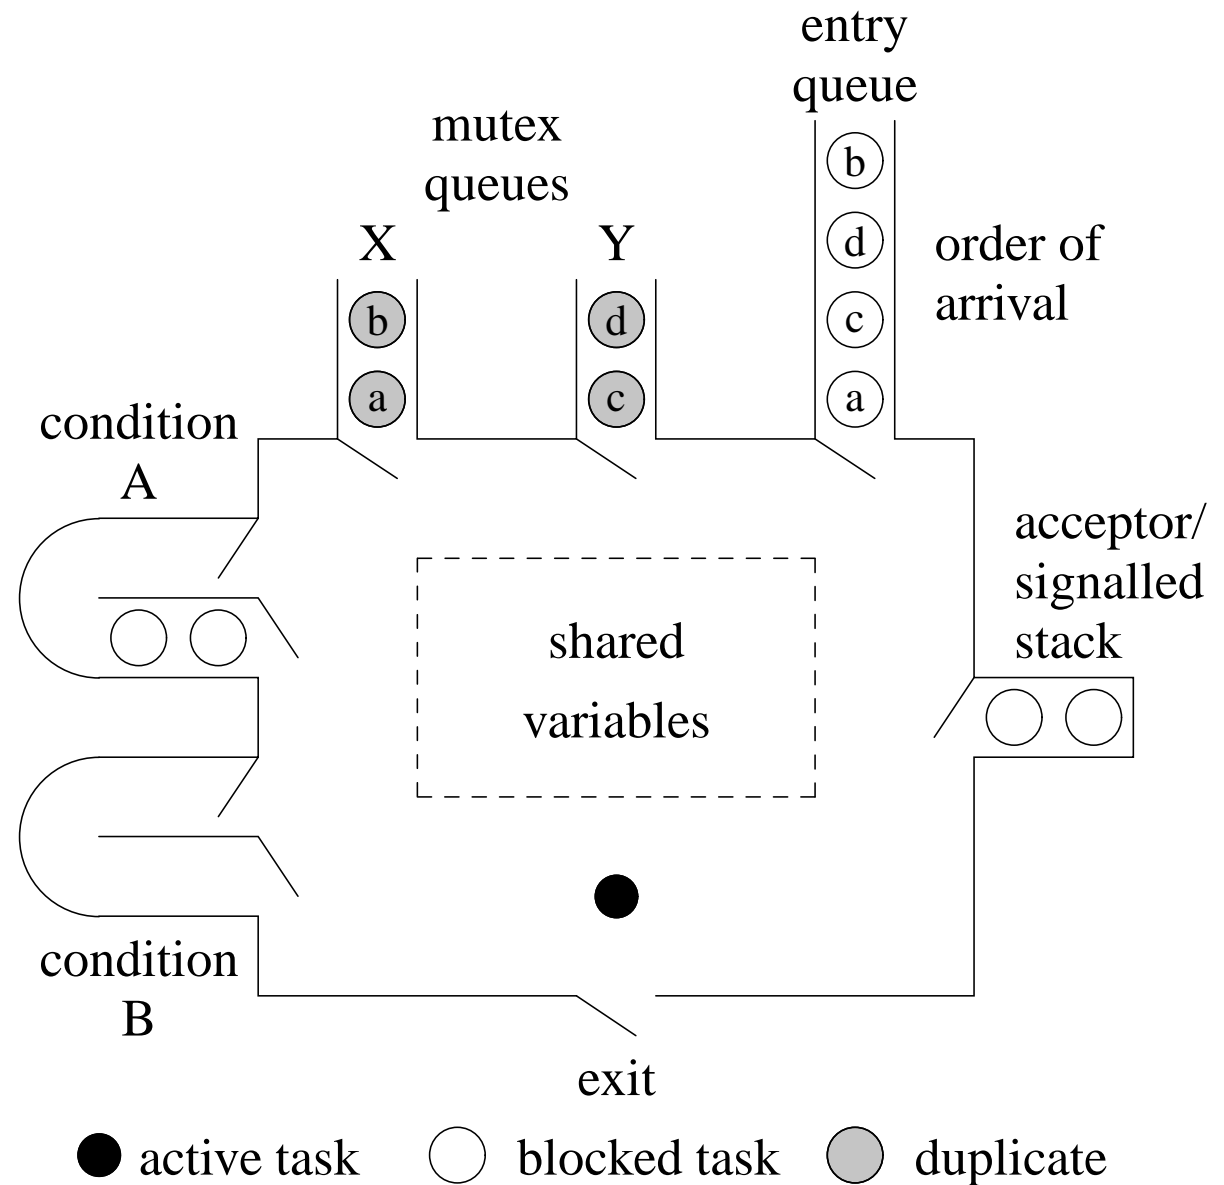 entry
queue
mutex
queues
X
Y
b
d
c
a
b
a
d
c
order of
arrival
condition
A
acceptor/
signalled
stack
shared
variables
condition
B
exit
active task
blocked task
duplicate